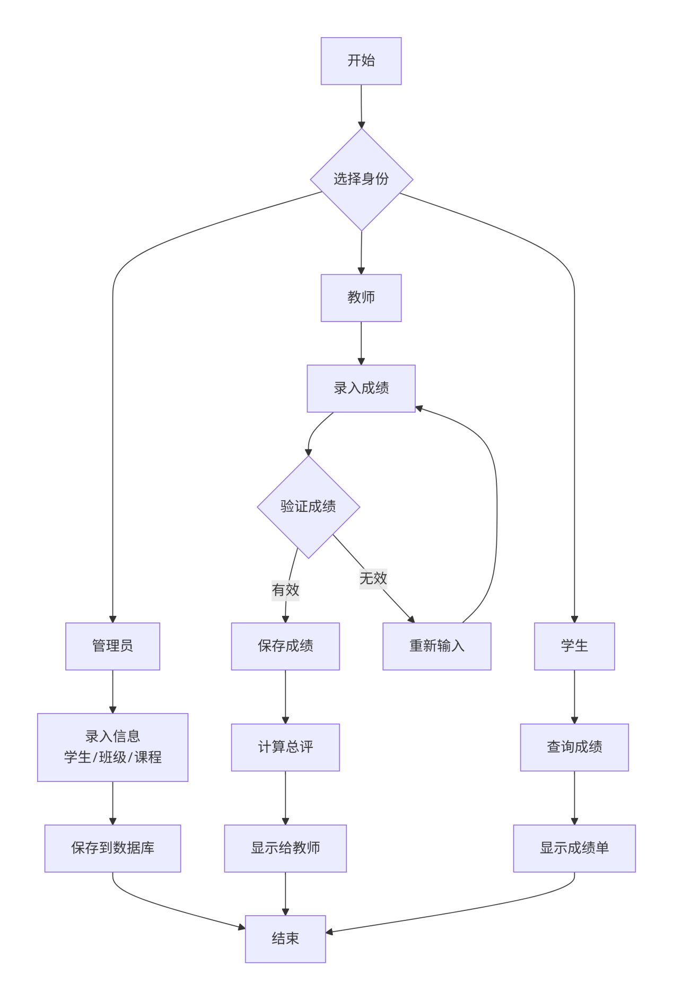 开始
选择身份
教师
录入成绩
验证成绩
无效
有效
管理员
保存成绩
重新输入
学生
录入信息
学生/班级/课程
计算总评
查询成绩
保存到数据库
显示给教师
显示成绩单
结束